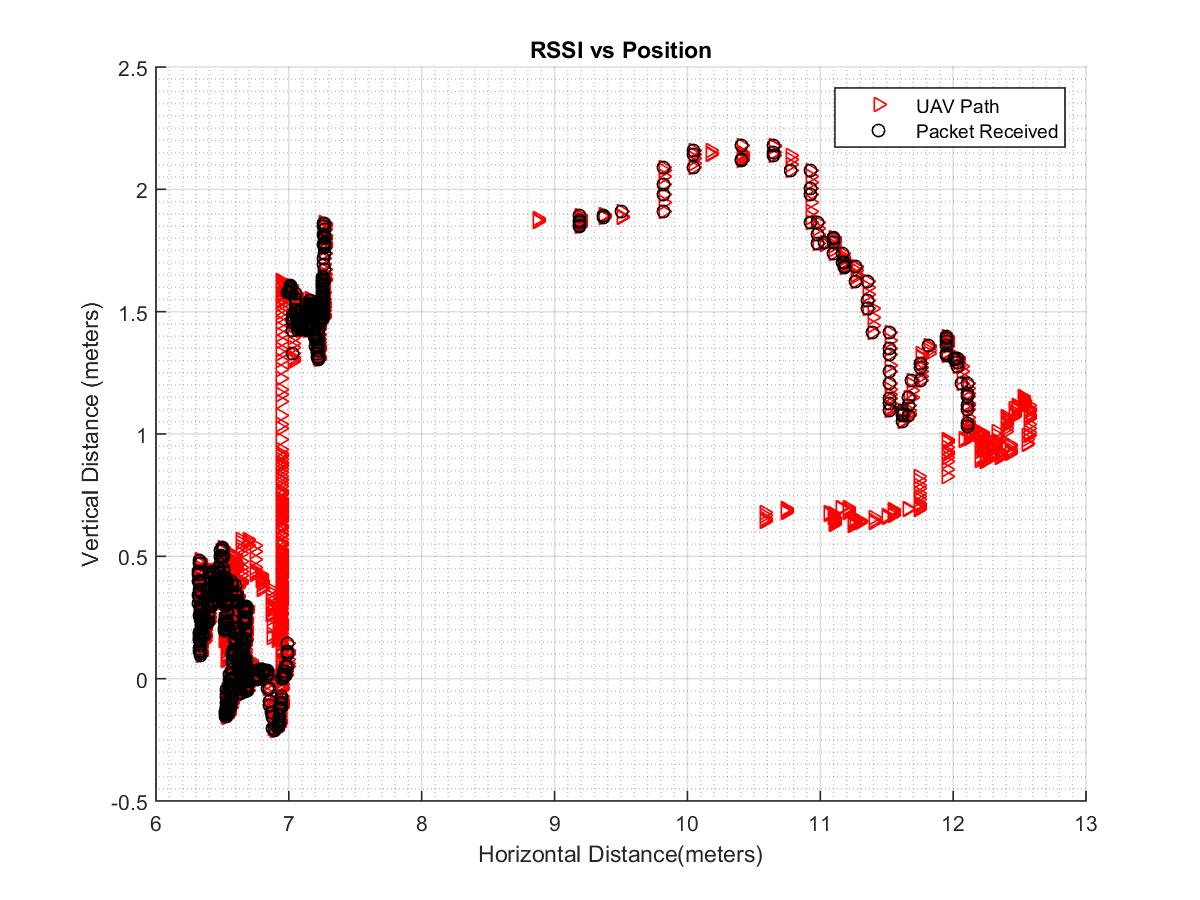 RSSI vs Position
2.5
2
1.5
1
0.5
0
-0.5
Vertical Distance (meters)
UAV Path
Packet Received
6 7 8 9 10 11 12 13
Horizontal Distance(meters)